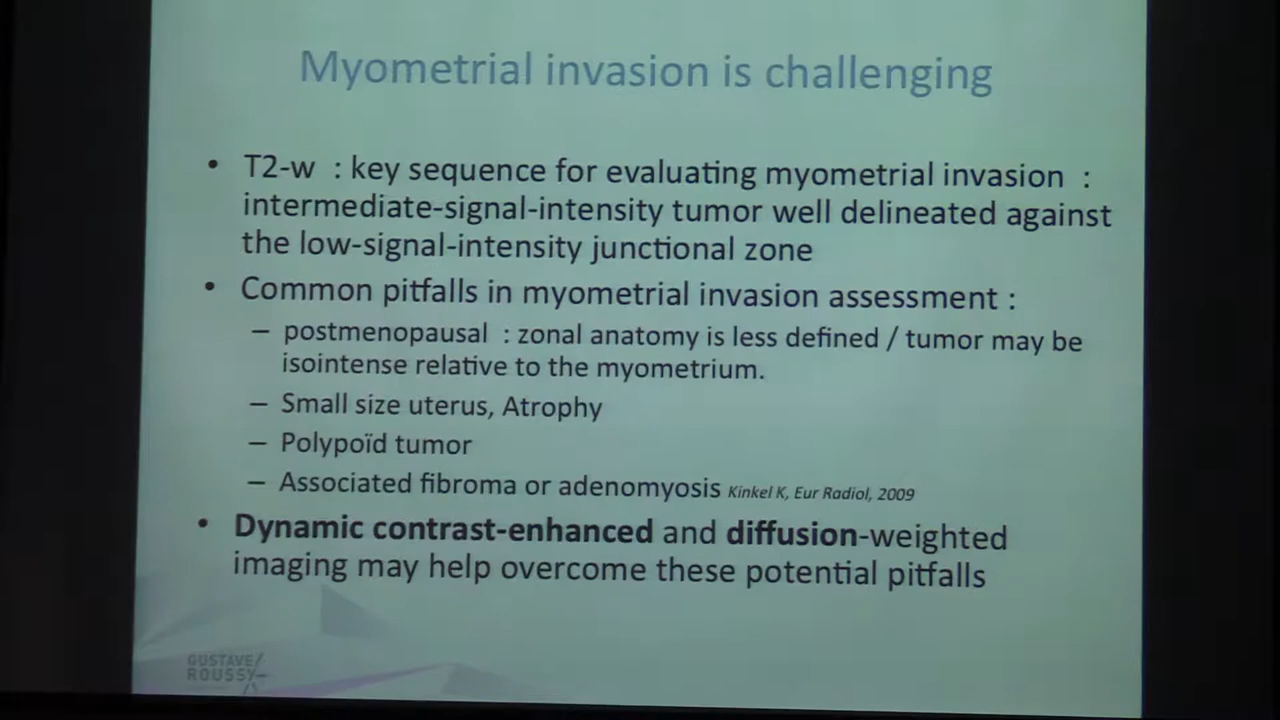 Myometrial invasion is challenging
• T2-w : key sequence for evaluating myometrial invasion :
intermediate-signal-intensity tumor well delineated against
the low-signal-intensity junctional zone
• Common pitfalls in myometrial invasion assessment :
– postmenopausal : zonal anatomy is less defined / tumor may be
isointense relative to the myometrium.
– Small size uterus, Atrophy
– Polypoïd tumor
– Associated fibroma or adenomyosis Kinkel K, Eur Radiol, 2009
• Dynamic contrast-enhanced and diffusion-weighted
imaging may help overcome these potential pitfalls
GUSTAVE/
ROUSSY